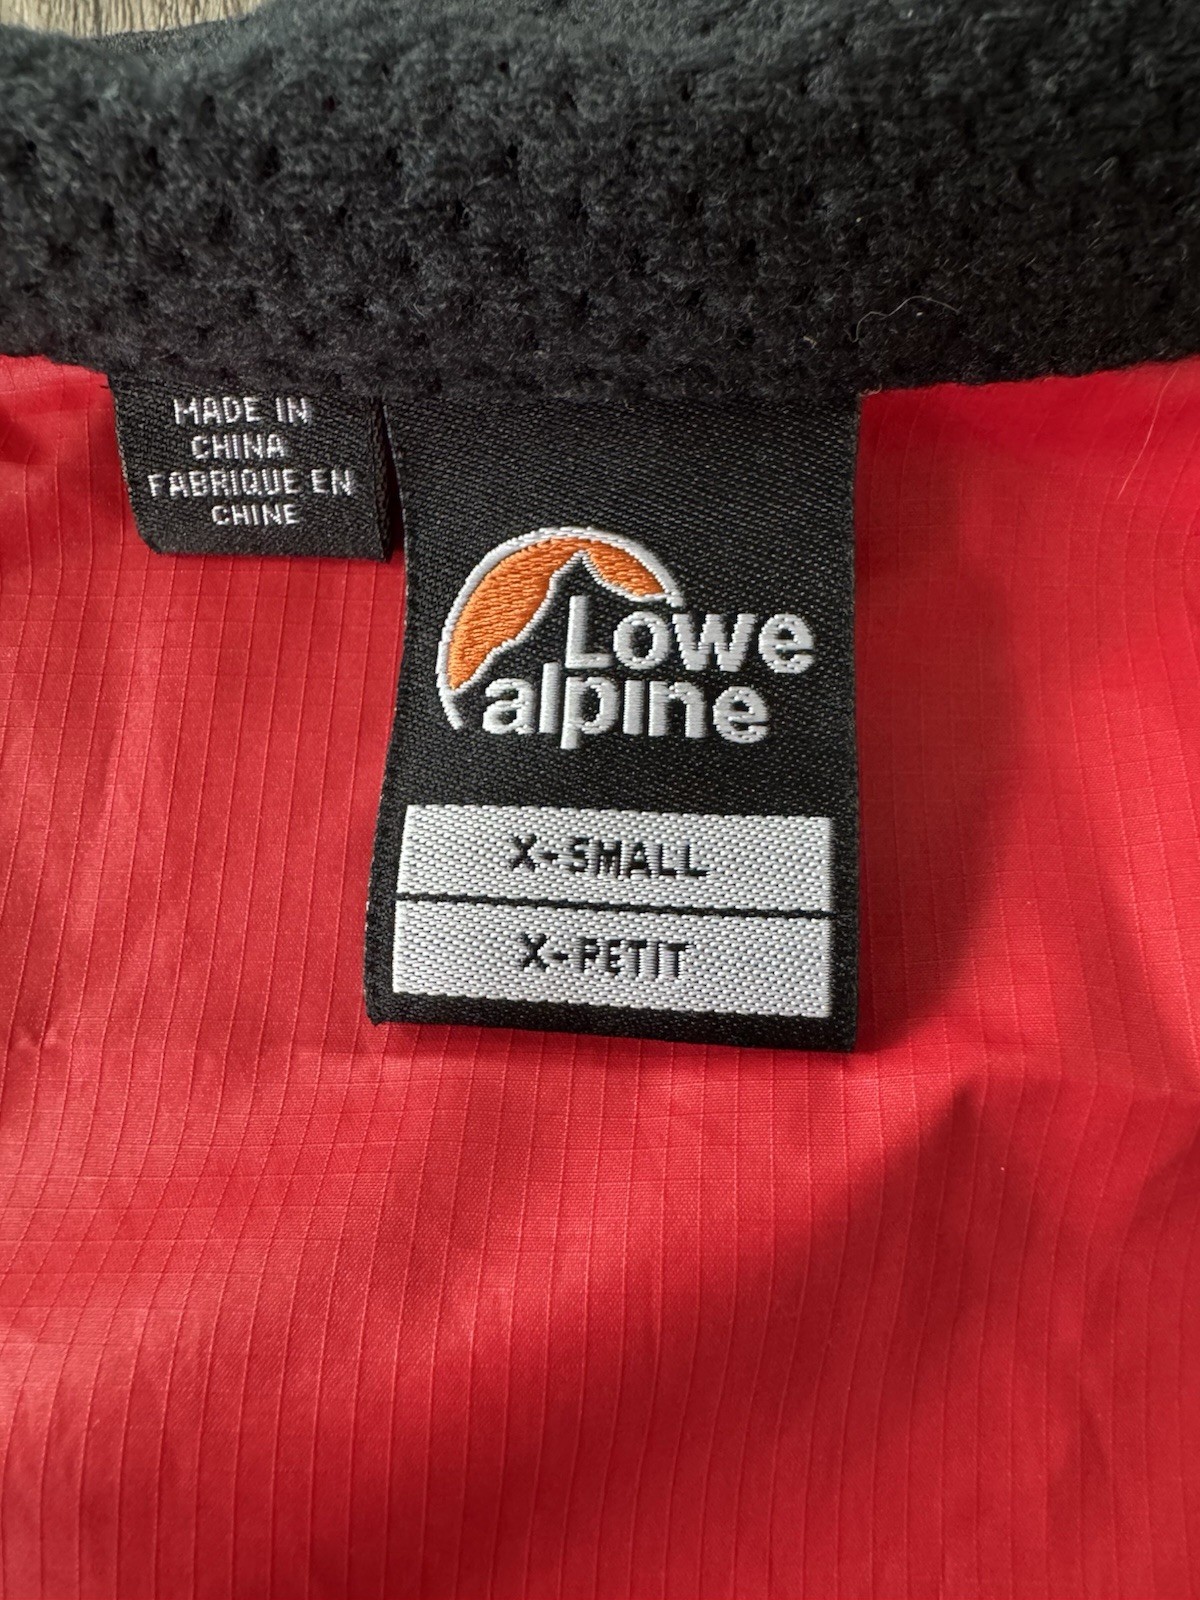 MADE IN
CHINA
FABRIQUE EN
CHINE
Lowe
alpine
X-SMALL
X-PETIT